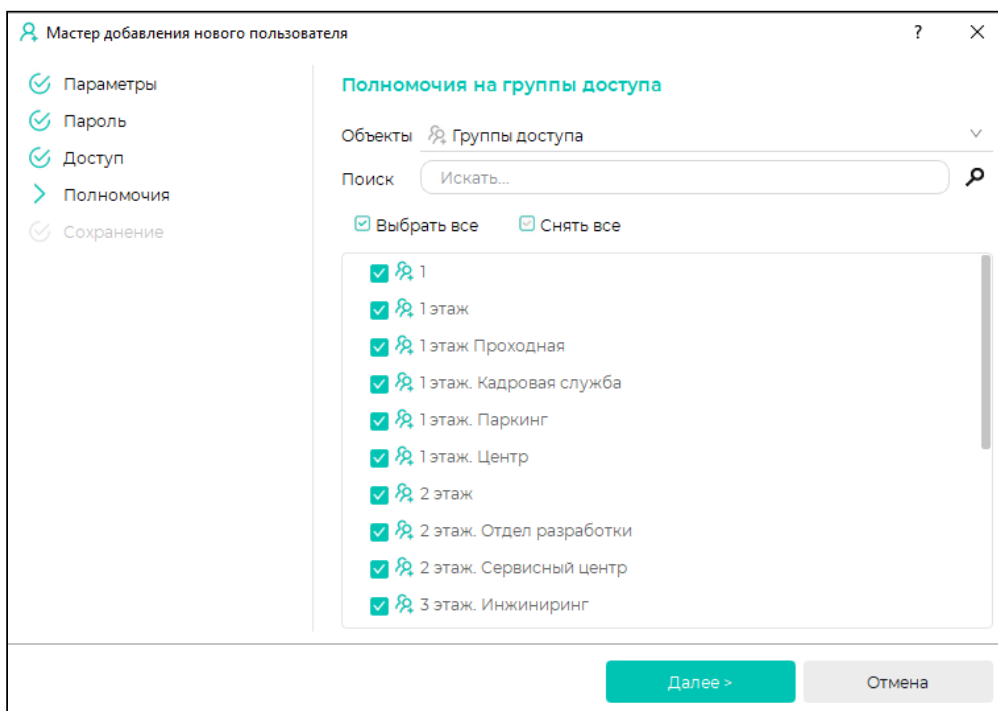 Мастер добавления нового пользователя
?
Параметры
Пароль
Доступ
Полномочия
Сохранение
Полномочия на группы доступа
Объекты Группы доступа
Поиск Искать...
Выбрать все Снять все
1
1 этаж
1 этаж Проходная
1 этаж. Кадровая служба
1 этаж. Паркинг
1 этаж. Центр
2 этаж
2 этаж. Отдел разработки
2 этаж. Сервисный центр
3 этаж. Инжиниринг
Далее > Отмена